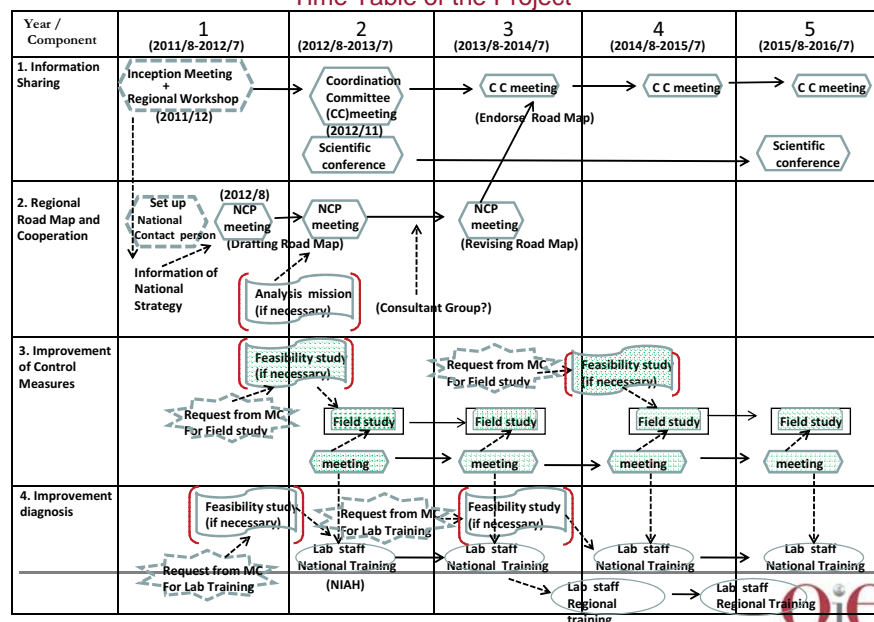 Time Table of the Project
Year /
Component
1
(2011/8-2012/7)
2
(2012/8-2013/7)
3
(2013/8-2014/7)
4
(2014/8-2015/7)
5
(2015/8-2016/7)
1. Information
Sharing
Inception Meeting
+
Regional Workshop
(2011/12)
Coordination
Committee
(CC)meeting
(2012/11)
Scientific
conference
C C meeting
(Endorse Road Map)
C C meeting
C C meeting
Scientific
conference
2. Regional
Road Map and
Cooperation
Set up
National
Contact person
(2012/8)
NCP
meeting
(Drafting Road Map)
NCP
meeting
NCP
meeting
(Revising Road Map)
Information of
National
Strategy
Analysis mission
(if necessary)
(Consultant Group?)
3. Improvement
of Control
Measures
Feasibility study
(if necessary)
Request from MC
For Field study
Request from MC
For Field study
Feasibility study
(if necessary)
Field study
Field study
Field study
Field study
meeting
meeting
meeting
meeting
4. Improvement
diagnosis
Feasibility study
(if necessary)
Request from MC
For Lab Training
Request from MC
For Lab Training
Feasibility study
(if necessary)
Lab staff
National Training
(NIAH)
Lab staff
National Training
Lab staff
National Training
Lab staff
National Training
Lab staff
Regional
training
Lab staff
Regional Training
Oie